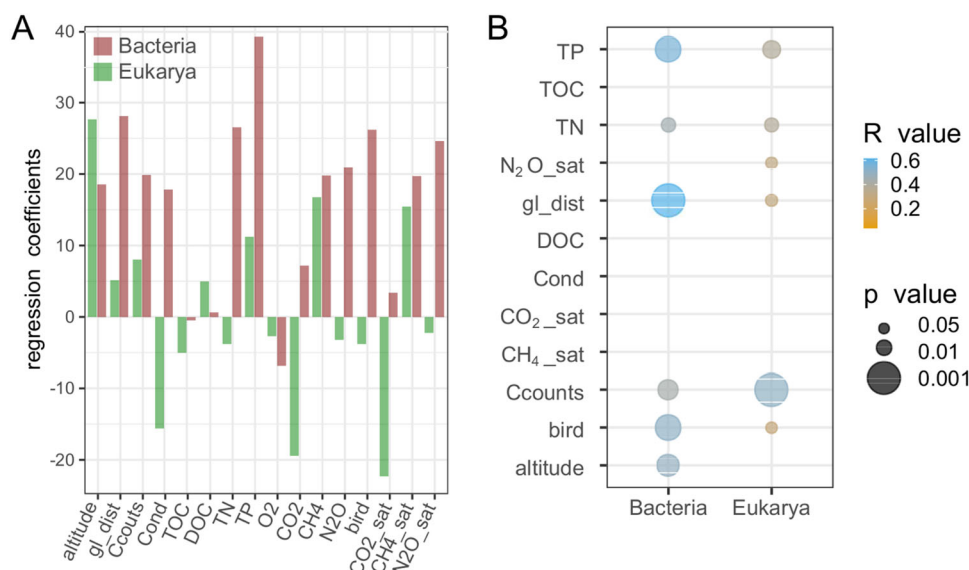 A
regression coefficients
40
30
20
10
0
-10
-20
Bacteria
Eukarya
altitude
gl_dist
Ccouts
Cond
TOC
DOC
TN
TP
O2
CO2
CH4
N2O
bird
CO2_sat
CH4_sat
N2O_sat
B
TP
TOC
TN
N₂O_sat
gl_dist
DOC
Cond
CO₂_sat
CH₄_sat
Ccounts
bird
altitude
Bacteria Eukarya
R value
0.6
0.4
0.2
p value
0.05
0.01
0.001